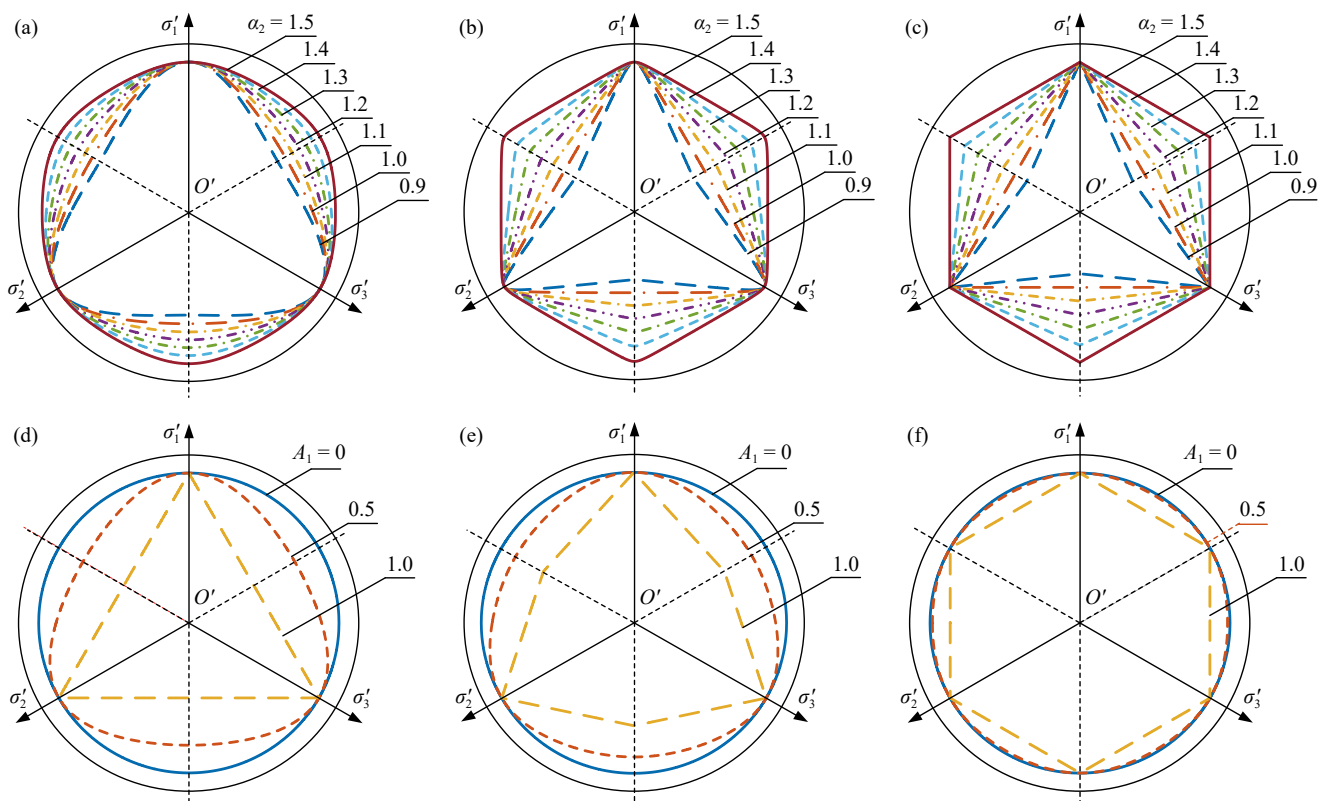 (a)
σ′₁
α₂ = 1.5
1.4
1.3
1.2
1.1
1.0
0.9
O′
σ′₂
σ′₃
(b)
σ′₁
α₂ = 1.5
1.4
1.3
1.2
1.1
1.0
0.9
O′
σ′₂
σ′₃
(c)
σ′₁
α₂ = 1.5
1.4
1.3
1.2
1.1
1.0
0.9
O′
σ′₂
σ′₃
(d)
σ′₁
A₁ = 0
0.5
1.0
O′
σ′₂
σ′₃
(e)
σ′₁
A₁ = 0
0.5
1.0
O′
σ′₂
σ′₃
(f)
σ′₁
A₁ = 0
0.5
1.0
O′
σ′₂
σ′₃